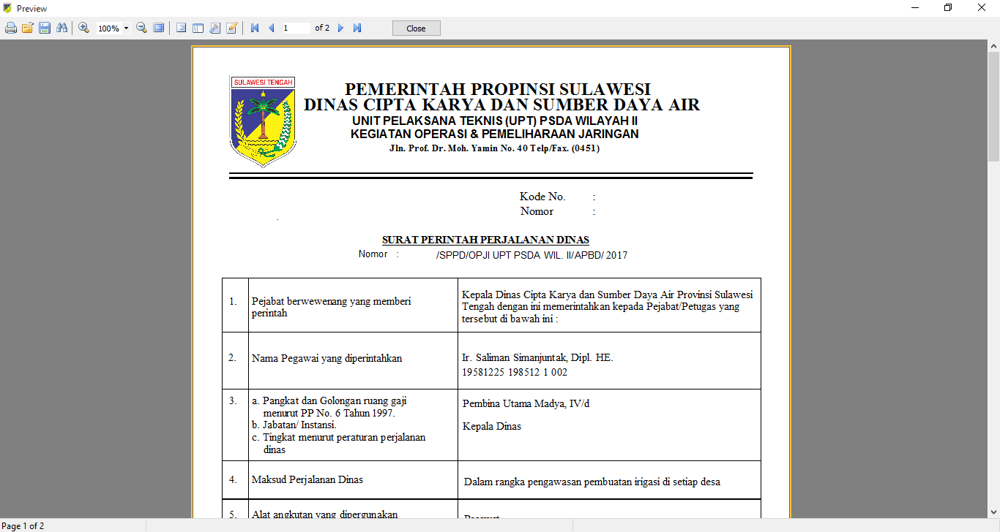 Preview
100%
1 of 2
Close
SULAWESI TENGAH
PEMERINTAH PROPINSI SULAWESI
DINAS CIPTA KARYA DAN SUMBER DAYA AIR
UNIT PELAKSANA TEKNIS (UPT) PSDA WILAYAH II
KEGIATAN OPERASI & PEMELIHARAAN JARINGAN
Jln. Prof. Dr. Moh. Yamin No. 40 Telp/Fax. (0451)
Kode No. :
Nomor :
SURAT PERINTAH PERJALANAN DINAS
Nomor : /SPPD/OPJI UPT PSDA WIL. II/APBD/ 2017
1.
Pejabat berwewenang yang memberi
perintah
Kepala Dinas Cipta Karya dan Sumber Daya Air Provinsi Sulawesi
Tengah dengan ini memerintahkan kepada Pejabat/Petugas yang
tersebut di bawah ini :
2.
Nama Pegawai yang diperintahkan
Ir. Saliman Simanjuntak, Dipl. HE.
19581225 198512 1 002
3.
a. Pangkat dan Golongan ruang gaji
menurut PP No. 6 Tahun 1997.
b. Jabatan/ Instansi.
c. Tingkat menurut peraturan perjalanan
dinas
Pembina Utama Madya, IV/d
Kepala Dinas
4.
Maksud Perjalanan Dinas
Dalam rangka pengawasan pembuatan irigasi di setiap desa
5.
Alat angkutan yang dipergunakan
Page 1 of 2